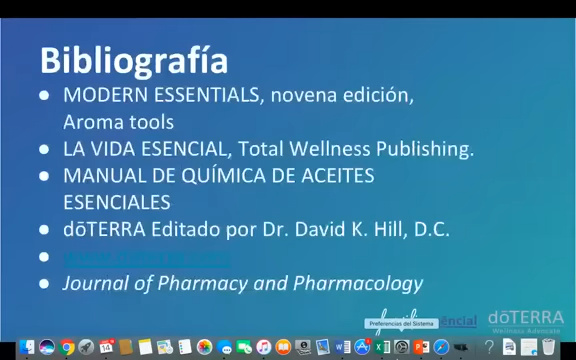 Bibliografía
● MODERN ESSENTIALS, novena edición,
Aroma tools
● LA VIDA ESENCIAL, Total Wellness Publishing.
● MANUAL DE QUÍMICA DE ACEITES
ESENCIALES
● dōTERRA Editado por Dr. David K. Hill, D.C.
● Journal of Pharmacy and Pharmacology
Preferencias del Sistema
encial
dōTERRA
Wellness Advocate